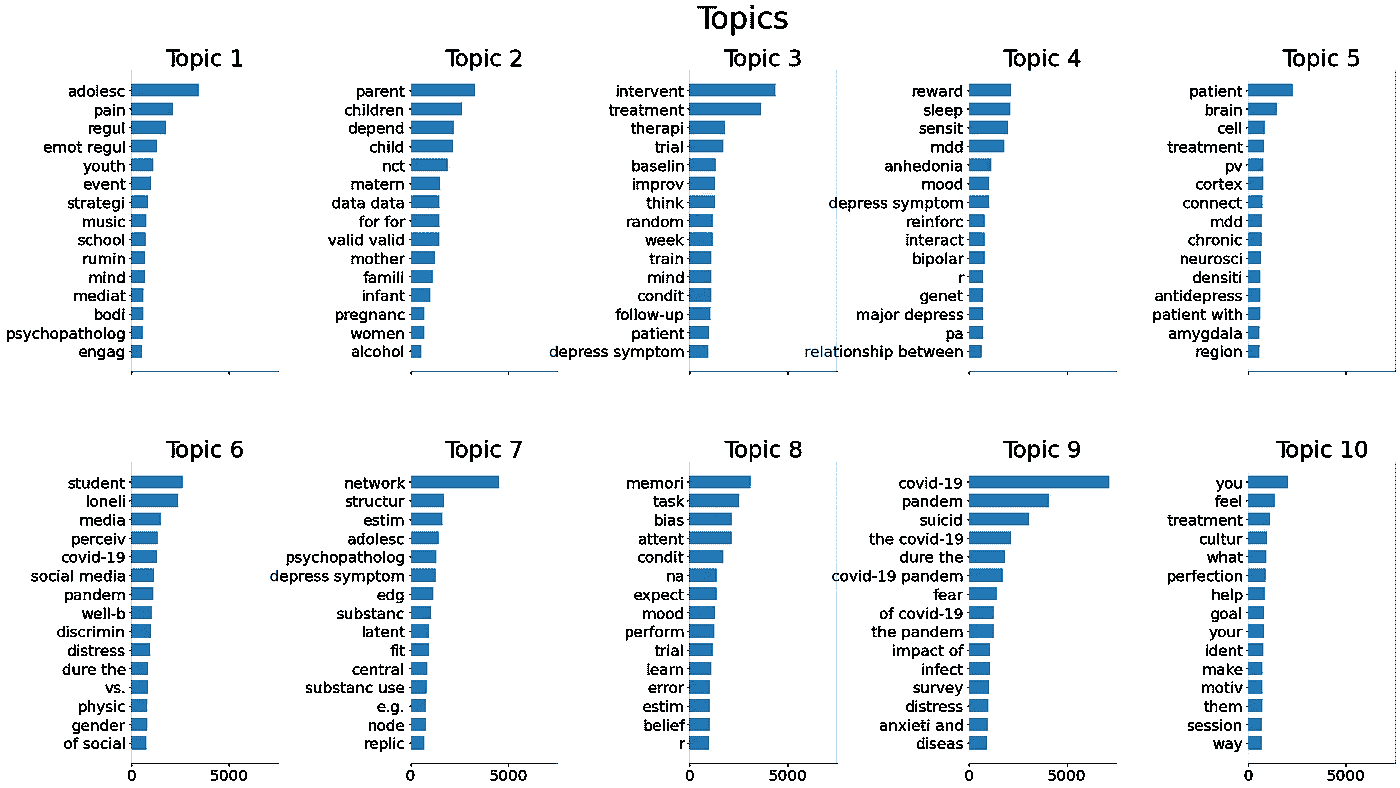 Topics
Topic 1
adolesc
pain
regul
emot regul
youth
event
strategi
music
school
rumin
mind
mediat
bodi
psychopatholog
engag
Topic 2
parent
children
depend
child
nct
matern
data data
for for
valid valid
mother
famili
infant
pregnanc
women
alcohol
Topic 3
intervent
treatment
therapi
trial
baselin
improv
think
random
week
train
mind
condit
follow-up
patient
depress symptom
Topic 4
reward
sleep
sensit
mdd
anhedonia
mood
depress symptom
reinforc
interact
bipolar
r
genet
major depress
pa
relationship between
Topic 5
patient
brain
cell
treatment
pv
cortex
connect
mdd
chronic
neurosci
densiti
antidepress
patient with
amygdala
region
Topic 6
student
loneli
media
perceiv
covid-19
social media
pandem
well-b
discrimin
distress
dure the
vs.
physic
gender
of social
0 5000
Topic 7
network
structur
estim
adolesc
psychopatholog
depress symptom
edg
substanc
latent
fit
central
substanc use
e.g.
node
replic
0 5000
Topic 8
memori
task
bias
attent
condit
na
expect
mood
perform
trial
learn
error
estim
belief
r
0 5000
Topic 9
covid-19
pandem
suicid
the covid-19
dure the
covid-19 pandem
fear
of covid-19
the pandem
impact of
infect
survey
distress
anxieti and
diseas
0 5000
Topic 10
you
feel
treatment
cultur
what
perfection
help
goal
your
ident
make
motiv
them
session
way
0 5000